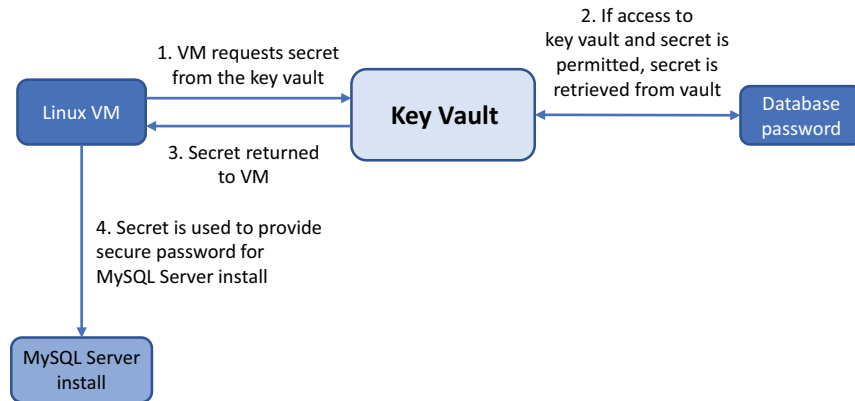 1. VM requests secret
from the key vault
2. If access to
key vault and secret is
permitted, secret is
retrieved from vault
Linux VM
Key Vault
Database
password
3. Secret returned
to VM
4. Secret is used to provide
secure password for
MySQL Server install
MySQL Server
install